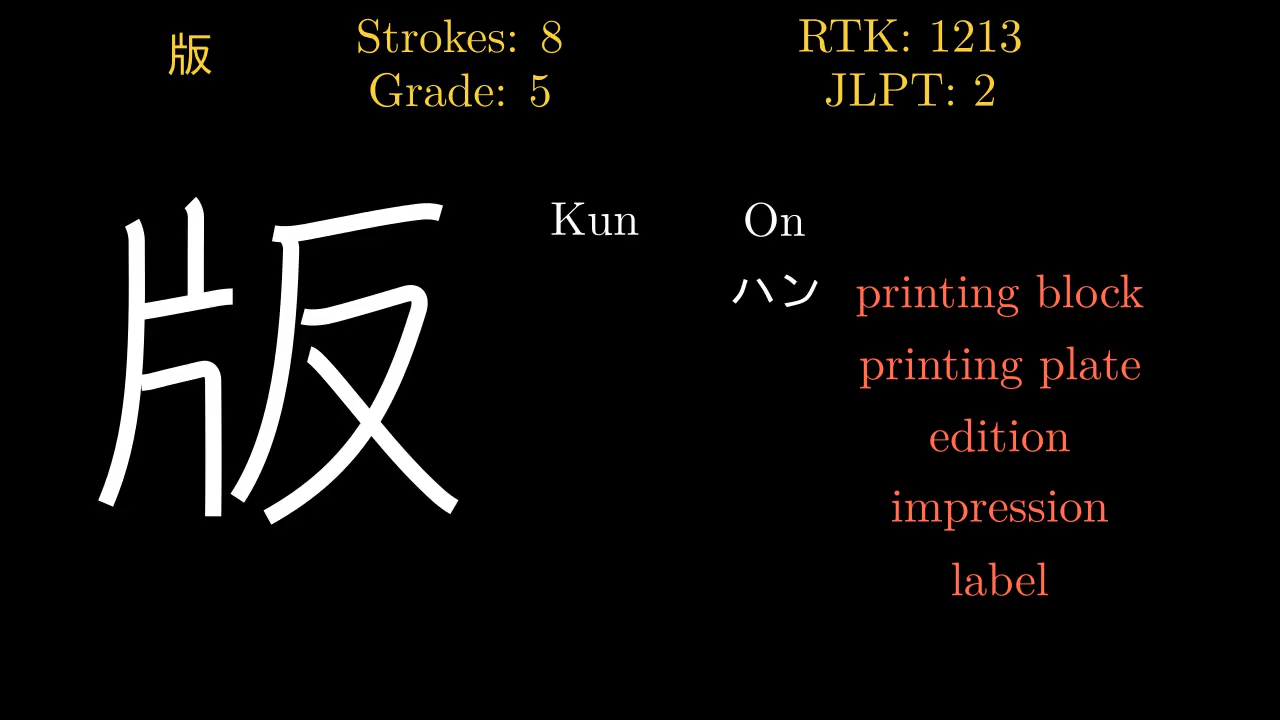 版
Strokes: 8
Grade: 5
RTK: 1213
JLPT: 2
版
Kun
On
ハン
printing block
printing plate
edition
impression
label